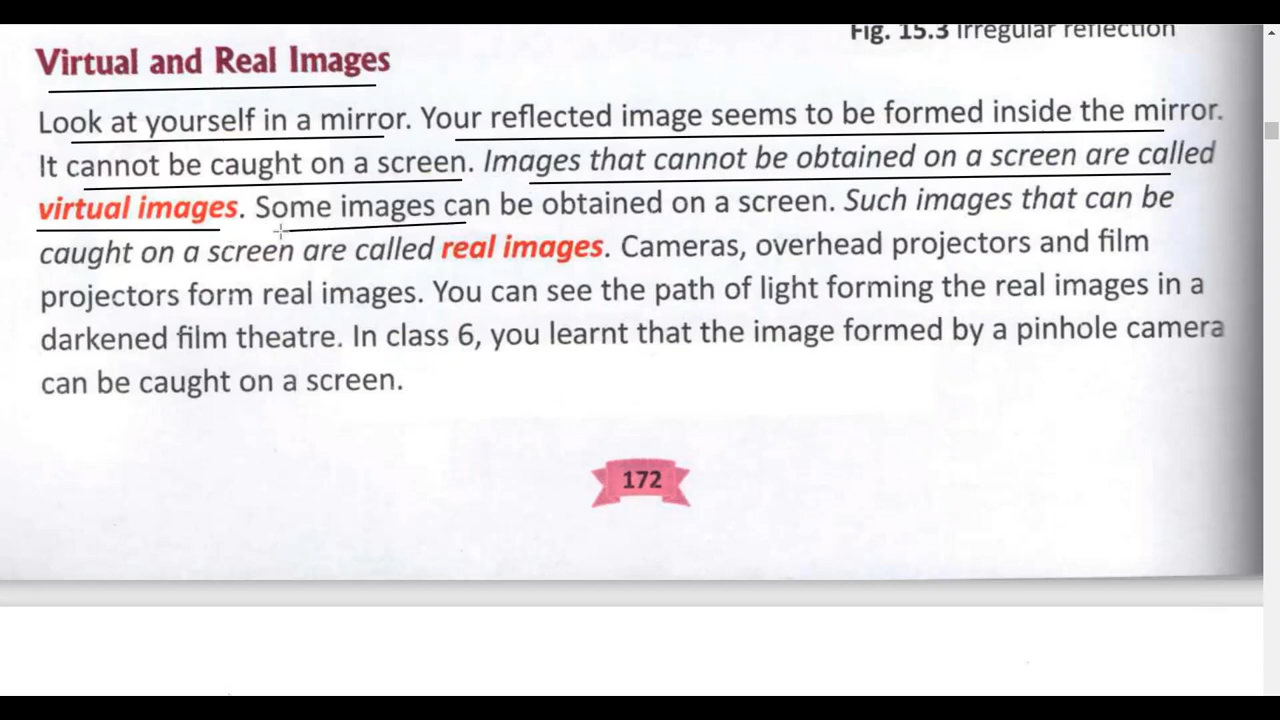 Fig. 15.3 Irregular reflection
Virtual and Real Images
Look at yourself in a mirror. Your reflected image seems to be formed inside the mirror.
It cannot be caught on a screen. Images that cannot be obtained on a screen are called
virtual images. Some images can be obtained on a screen. Such images that can be
caught on a screen are called real images. Cameras, overhead projectors and film
projectors form real images. You can see the path of light forming the real images in a
darkened film theatre. In class 6, you learnt that the image formed by a pinhole camera
can be caught on a screen.
172